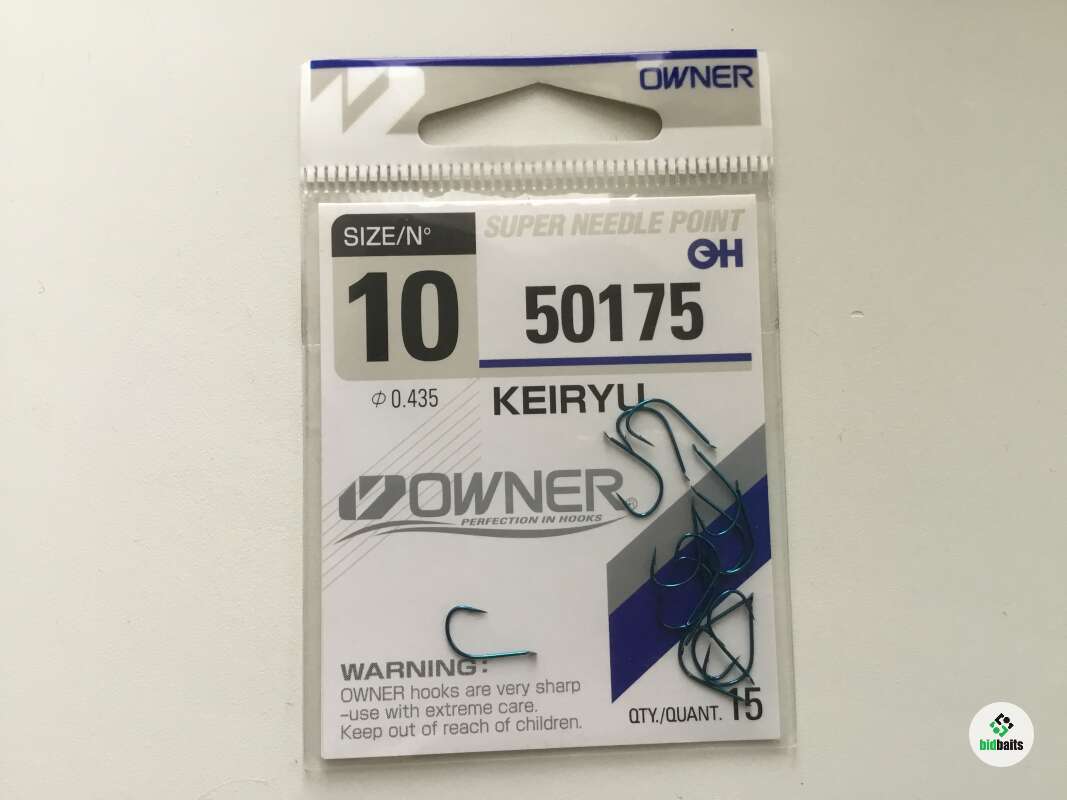 OWNER
SUPER NEEDLE POINT
SIZE/Nº
10
50175
Φ 0.435
KEIRYU
OWNER®
PERFECTION IN HOOKS
WARNING:
OWNER hooks are very sharp
-use with extreme care.
Keep out of reach of children.
QTY./QUANT. 15
bidbaits